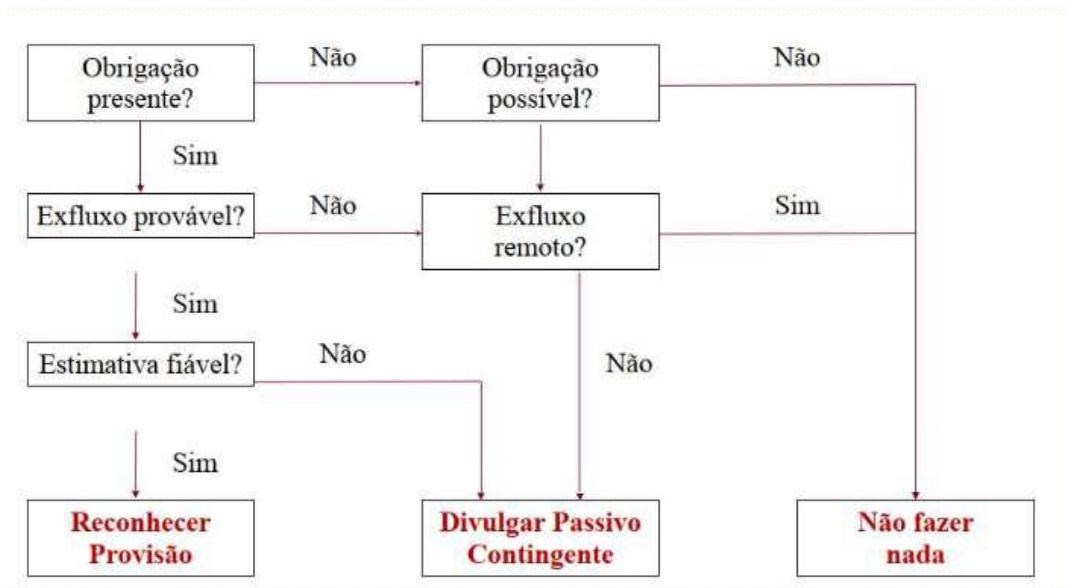 Obrigação
presente?
Não
Obrigação
possível?
Não
Sim
Exfluxo provável?
Não
Exfluxo
remoto?
Sim
Sim
Estimativa fiável?
Não
Não
Sim
Reconhecer
Provisão
Divulgar Passivo
Contingente
Não fazer
nada